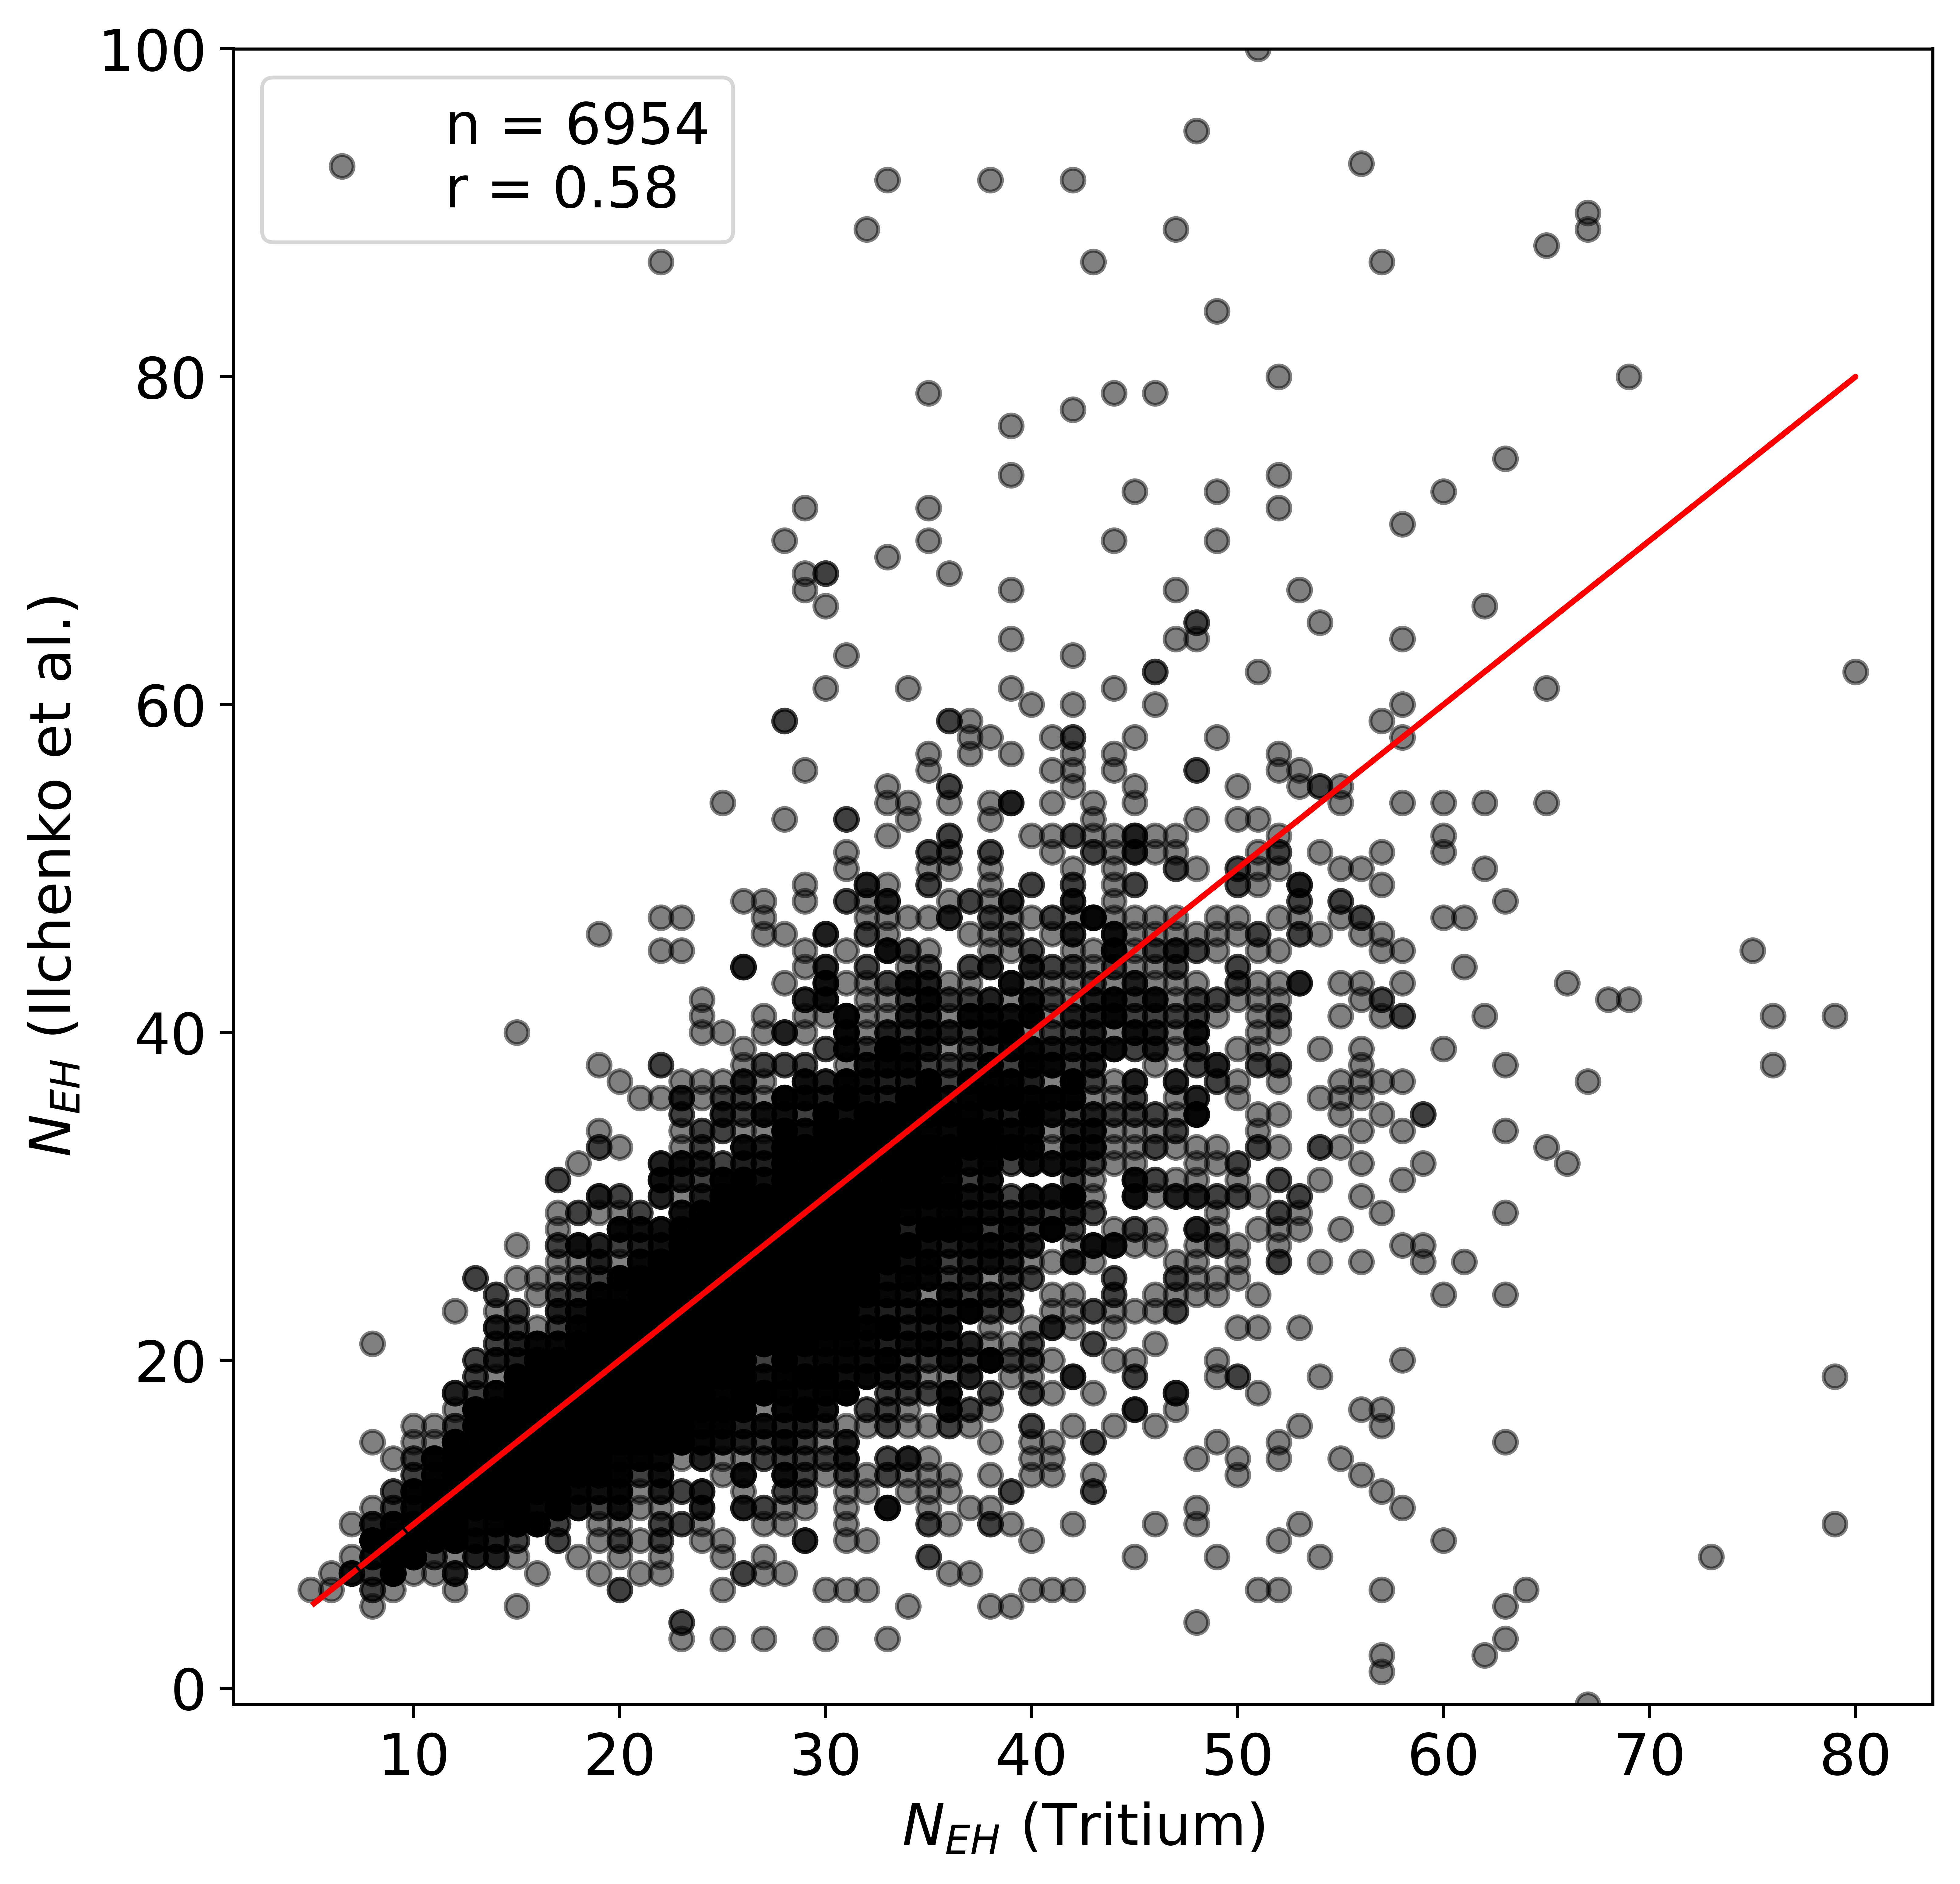 n = 6954
r = 0.58
100
80
60
40
20
0
N_EH (Ilchenko et al.)
10 20 30 40 50 60 70 80
N_EH (Tritium)